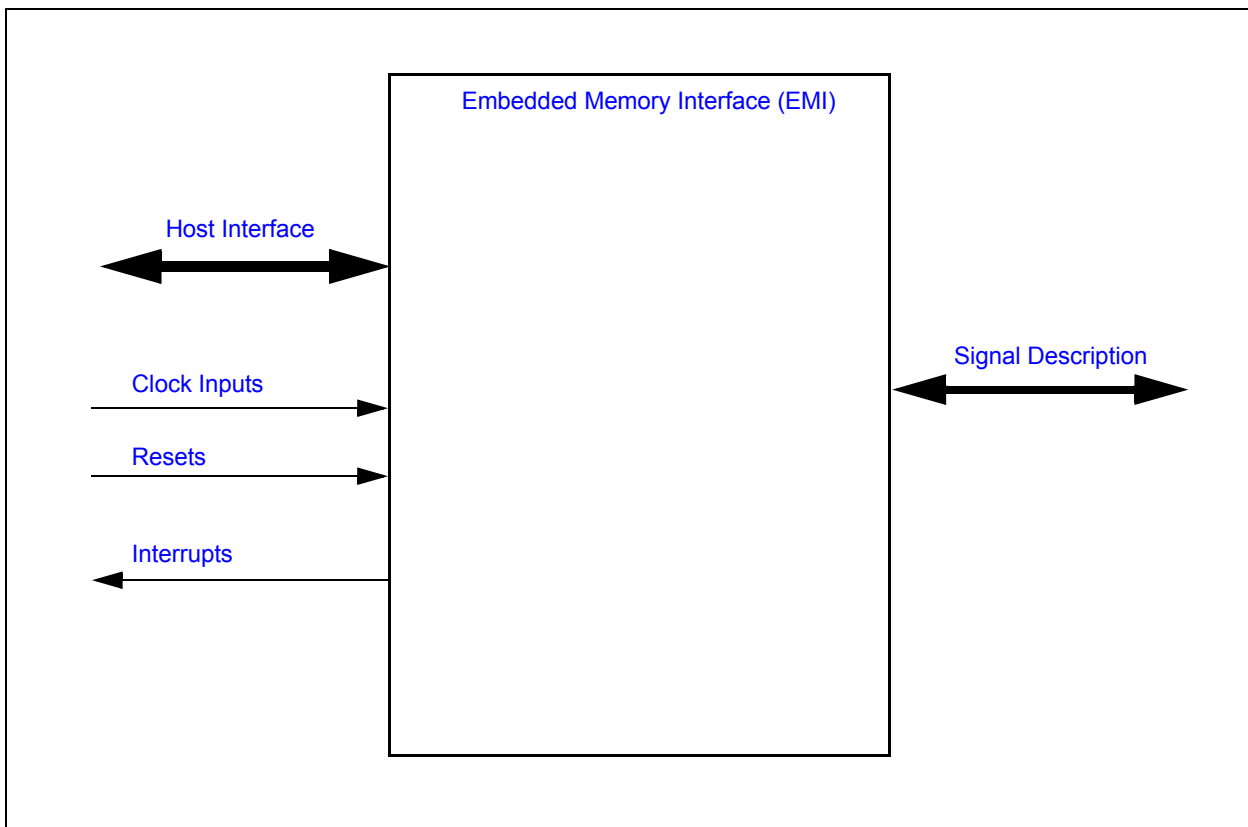 Embedded Memory Interface (EMI)
Host Interface
Signal Description
Clock Inputs
Resets
Interrupts